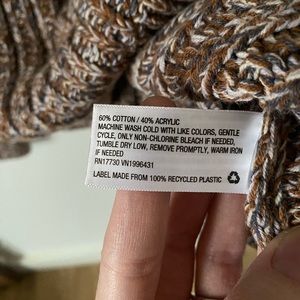 60% COTTON / 40% ACRYLIC
MACHINE WASH COLD WITH LIKE COLORS, GENTLE
CYCLE, ONLY NON-CHLORINE BLEACH IF NEEDED,
TUMBLE DRY LOW, REMOVE PROMPTLY, WARM IRON
IF NEEDED
RN17730 VN1996431
LABEL MADE FROM 100% RECYCLED PLASTIC